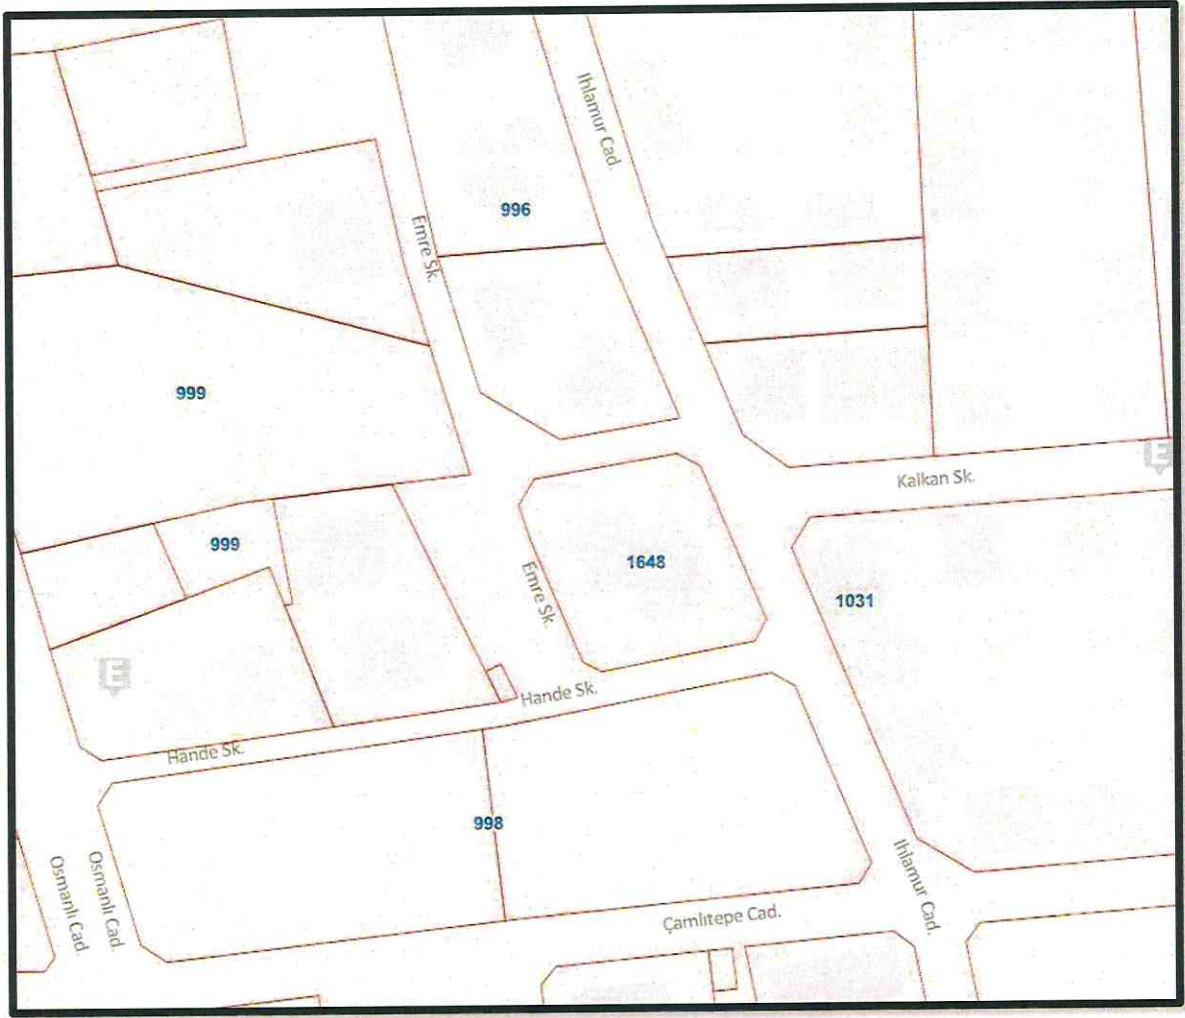 Ihlamur Cad.
996
Emre Sk.
999
Kalkan Sk.
E
999
1648
Emre Sk.
1031
E
Hande Sk.
Hande Sk.
998
Osmanlı Cad.
Osmanlı Cad.
Ihlamur Cad.
Çamlıtepe Cad.